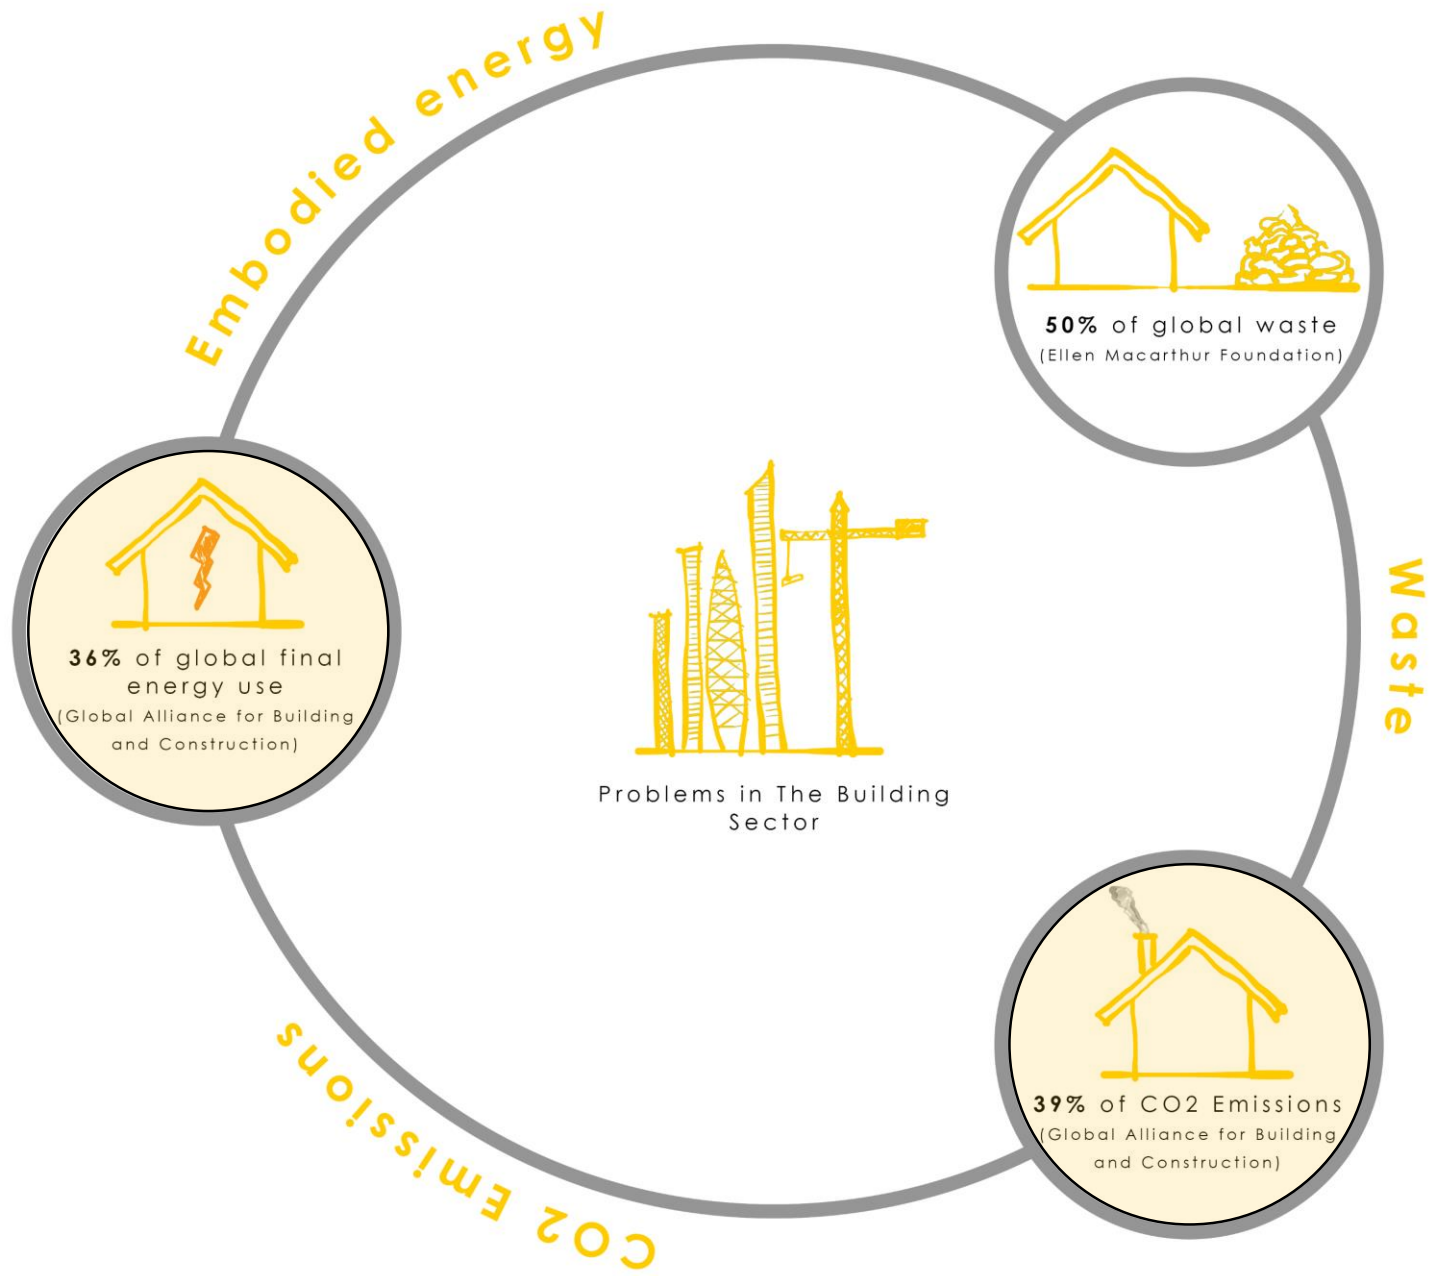 Embodied energy
50% of global waste
(Ellen Macarthur Foundation)
Waste
36% of global final
energy use
(Global Alliance for Building
and Construction)
Problems in The Building
Sector
39% of CO2 Emissions
(Global Alliance for Building
and Construction)
CO2 Emissions